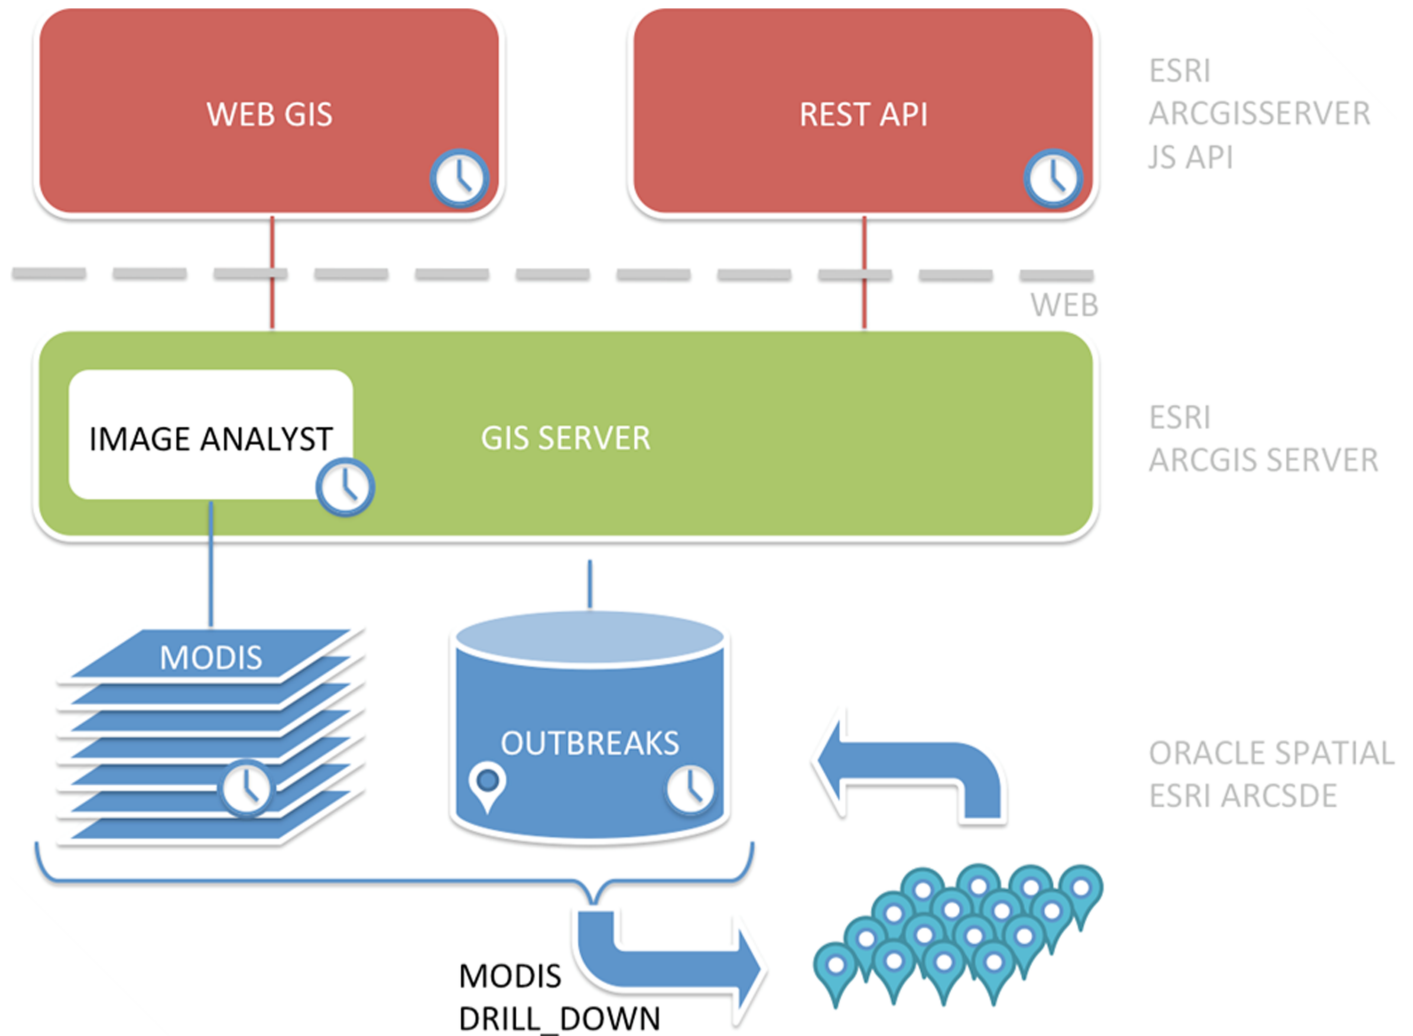 WEB GIS
REST API
ESRI
ARCGISSERVER
JS API
WEB
IMAGE ANALYST
GIS SERVER
ESRI
ARCGIS SERVER
MODIS
OUTBREAKS
ORACLE SPATIAL
ESRI ARCSDE
MODIS
DRILL_DOWN